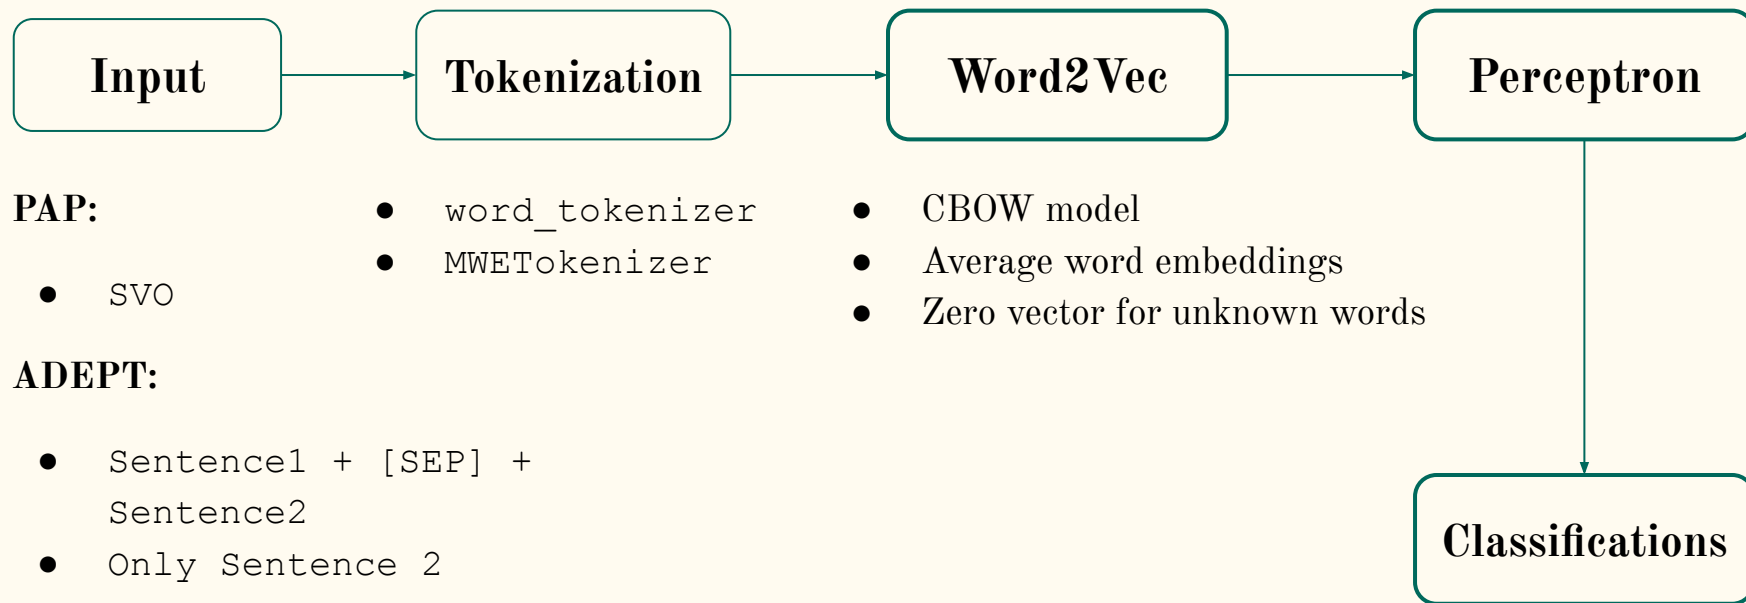 Input
Tokenization
Word2Vec
Perceptron
PAP:
● SVO
ADEPT:
● Sentence1 + [SEP] +
Sentence2
● Only Sentence 2
● word_tokenizer
● MWETokenizer
● CBOW model
● Average word embeddings
● Zero vector for unknown words
Classifications